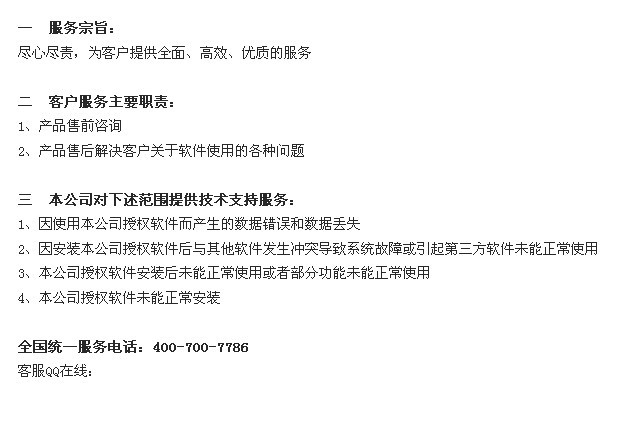 一 服务宗旨：
尽心尽责，为客户提供全面、高效、优质的服务
二 客户服务主要职责：
1、产品售前咨询
2、产品售后解决客户关于软件使用的各种问题
三 本公司对下述范围提供技术支持服务：
1、因使用本公司授权软件而产生的数据错误和数据丢失
2、因安装本公司授权软件后与其他软件发生冲突导致系统故障或引起第三方软件未能正常使用
3、本公司授权软件安装后未能正常使用或者部分功能未能正常使用
4、本公司授权软件未能正常安装
全国统一服务电话：400-700-7786
客服QQ在线：